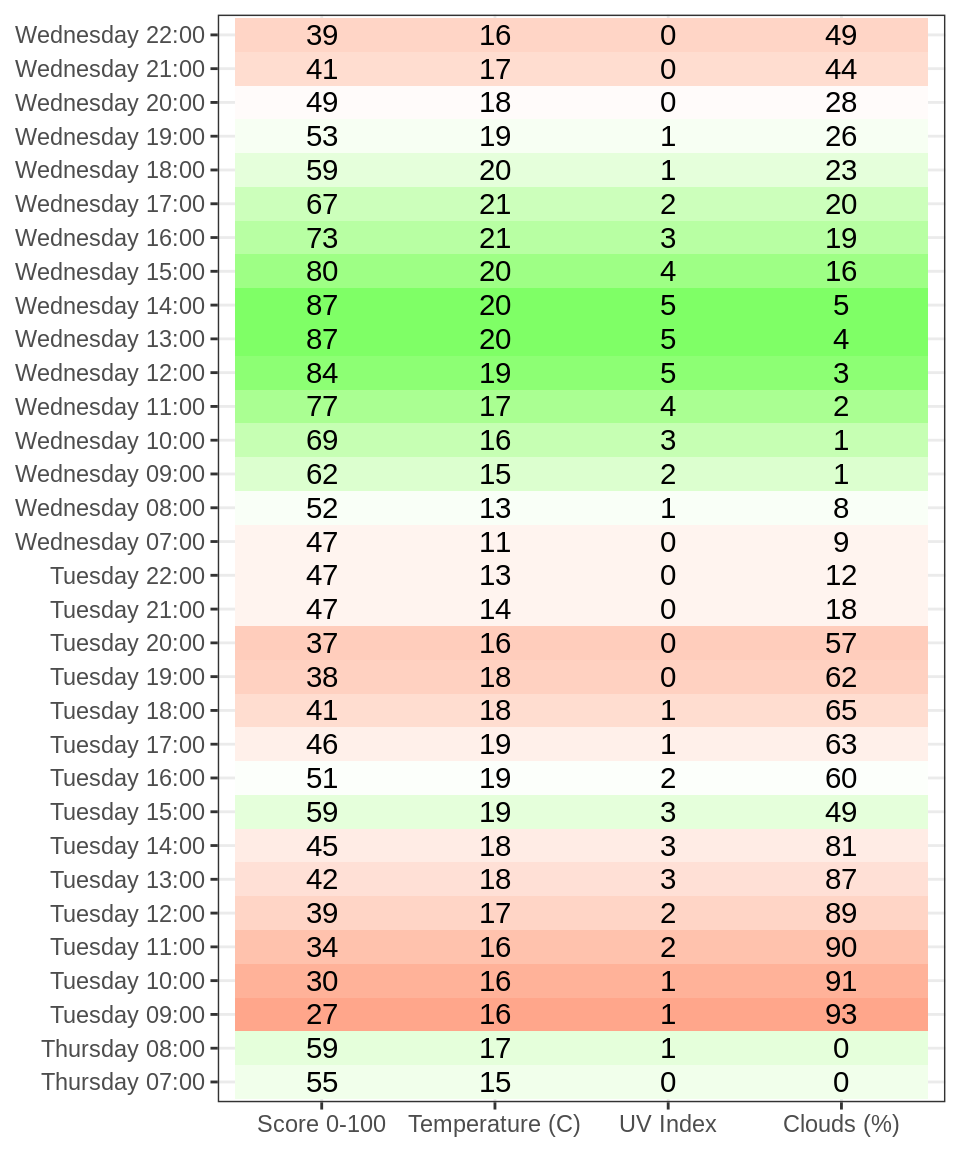 Wednesday 22:00 39 16 0 49
Wednesday 21:00 41 17 0 44
Wednesday 20:00 49 18 0 28
Wednesday 19:00 53 19 1 26
Wednesday 18:00 59 20 1 23
Wednesday 17:00 67 21 2 20
Wednesday 16:00 73 21 3 19
Wednesday 15:00 80 20 4 16
Wednesday 14:00 87 20 5 5
Wednesday 13:00 87 20 5 4
Wednesday 12:00 84 19 5 3
Wednesday 11:00 77 17 4 2
Wednesday 10:00 69 16 3 1
Wednesday 09:00 62 15 2 1
Wednesday 08:00 52 13 1 8
Wednesday 07:00 47 11 0 9
Tuesday 22:00 47 13 0 12
Tuesday 21:00 47 14 0 18
Tuesday 20:00 37 16 0 57
Tuesday 19:00 38 18 0 62
Tuesday 18:00 41 18 1 65
Tuesday 17:00 46 19 1 63
Tuesday 16:00 51 19 2 60
Tuesday 15:00 59 19 3 49
Tuesday 14:00 45 18 3 81
Tuesday 13:00 42 18 3 87
Tuesday 12:00 39 17 2 89
Tuesday 11:00 34 16 2 90
Tuesday 10:00 30 16 1 91
Tuesday 09:00 27 16 1 93
Thursday 08:00 59 17 1 0
Thursday 07:00 55 15 0 0
Score 0-100 Temperature (C) UV Index Clouds (%)